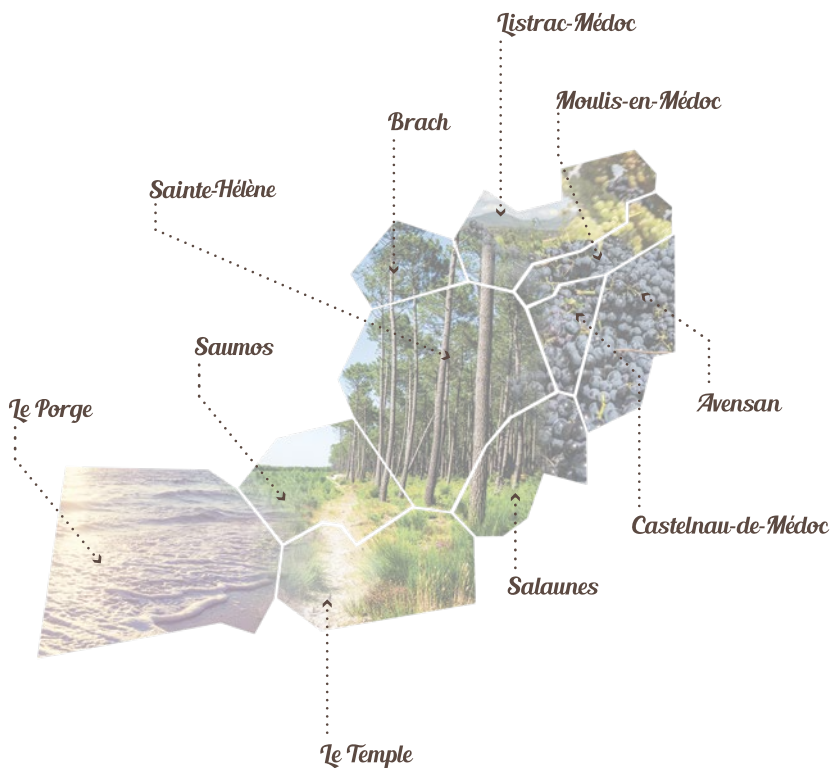 Listrac-Médoc
Moulis-en-Médoc
Brach
Sainte-Hélène
Saumos
Le Porge
Avensan
Castelnau-de-Médoc
Salaunes
Le Temple